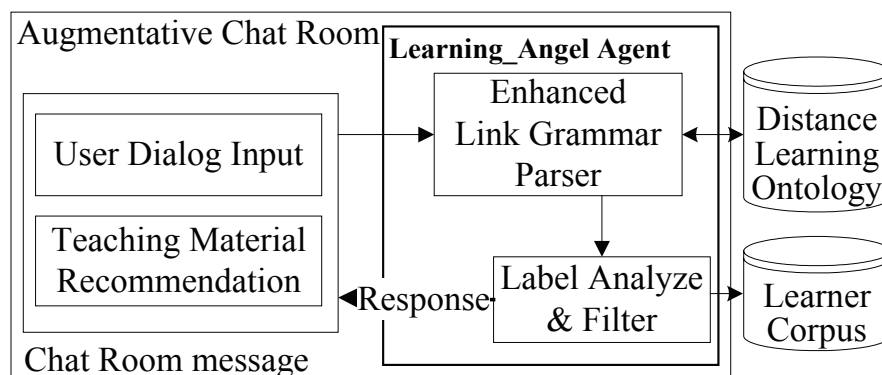 Augmentative Chat Room
Learning_Angel Agent
User Dialog Input
Teaching Material
Recommendation
Chat Room message
Enhanced
Link Grammar
Parser
Response
Label Analyze
& Filter
Distance
Learning
Ontology
Learner
Corpus